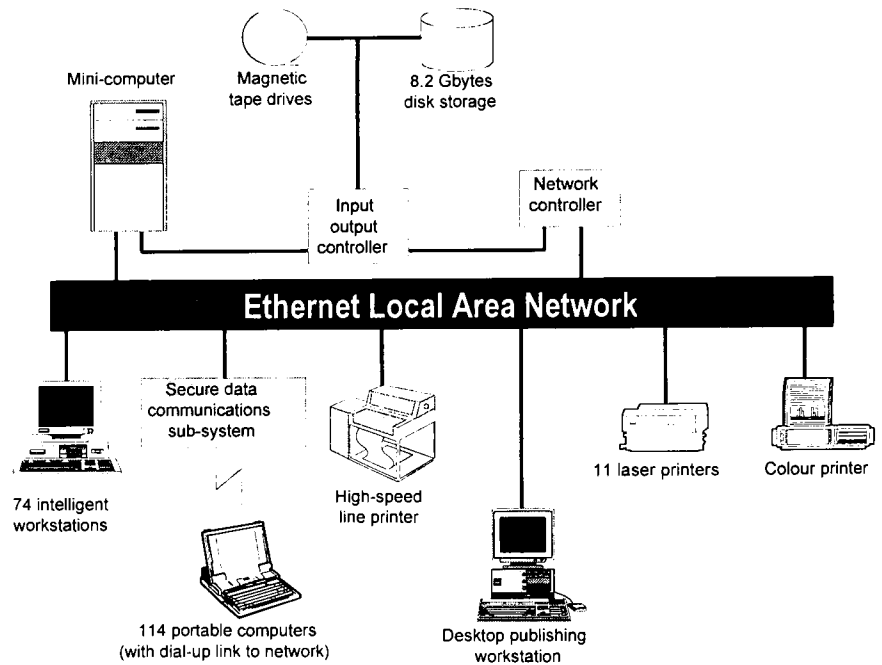 Mini-computer
Magnetic
tape drives
8.2 Gbytes
disk storage
Input
output
controller
Network
controller
Ethernet Local Area Network
74 intelligent
workstations
Secure data
communications
sub-system
114 portable computers
(with dial-up link to network)
High-speed
line printer
Desktop publishing
workstation
11 laser printers
Colour printer